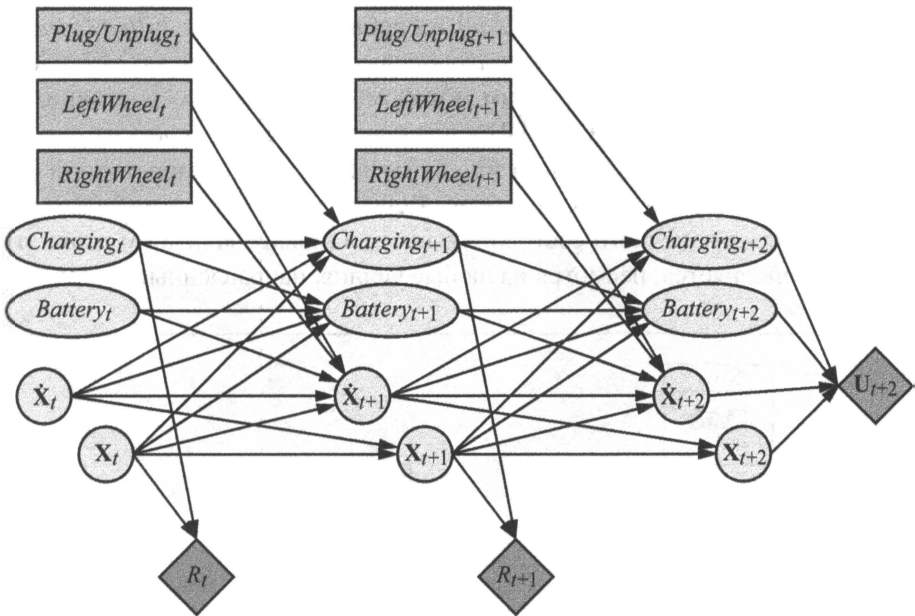 Plug/Unplugₜ Plug/Unplugₜ₊₁
LeftWheelₜ LeftWheelₜ₊₁
RightWheelₜ RightWheelₜ₊₁
Chargingₜ Chargingₜ₊₁ Chargingₜ₊₂
Batteryₜ Batteryₜ₊₁ Batteryₜ₊₂
Ẋₜ Ẋₜ₊₁ Ẋₜ₊₂ Uₜ₊₂
Xₜ Xₜ₊₁ Xₜ₊₂
Rₜ Rₜ₊₁